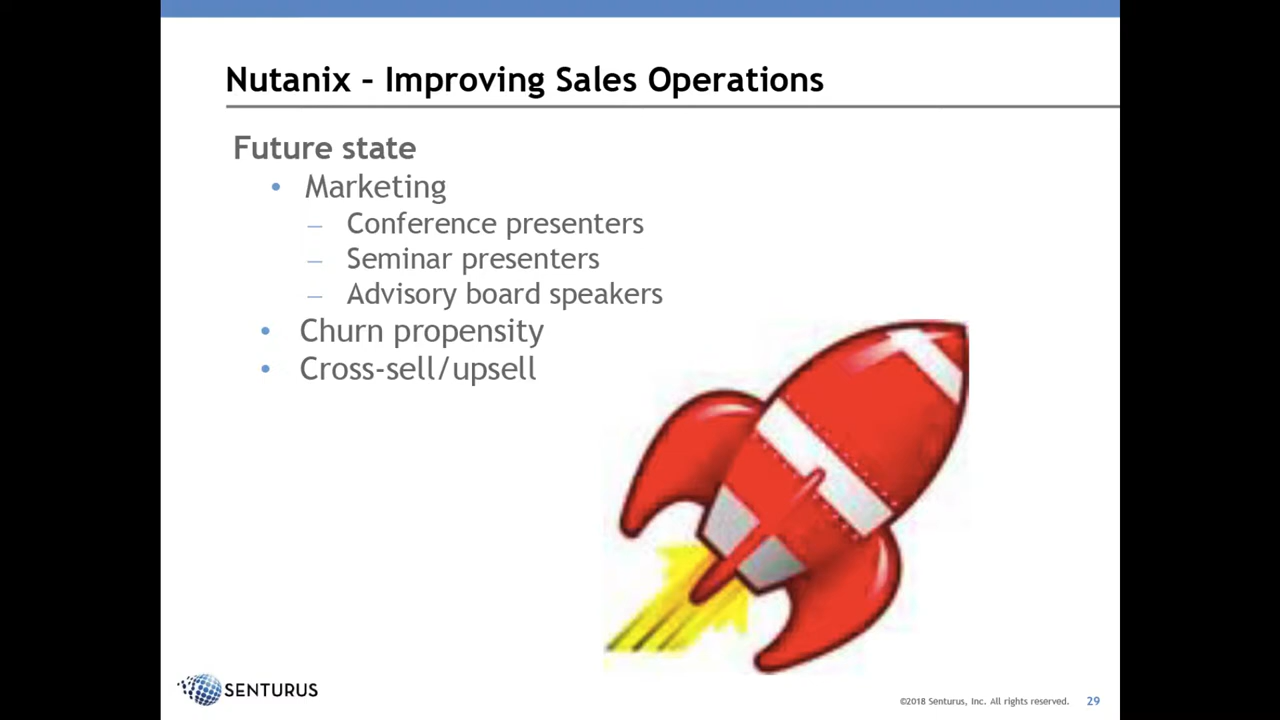 Nutanix – Improving Sales Operations
Future state
• Marketing
– Conference presenters
– Seminar presenters
– Advisory board speakers
• Churn propensity
• Cross-sell/upsell
SENTURUS
©2018 Senturus, Inc. All rights reserved. 29